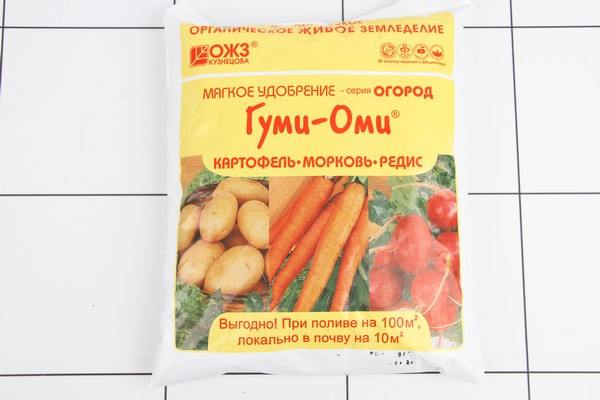 ОРГАНИЧЕСКОЕ ЖИВОЕ ЗЕМЛЕДЕЛИЕ
ОЖЗ®
КУЗНЕЦОВА
МЯГКОЕ УДОБРЕНИЕ - серия ОГОРОД
Гуми-Оми®
КАРТОФЕЛЬ•МОРКОВЬ•РЕДИС
Выгодно! При поливе на 100м²,
локально в почву на 10м²